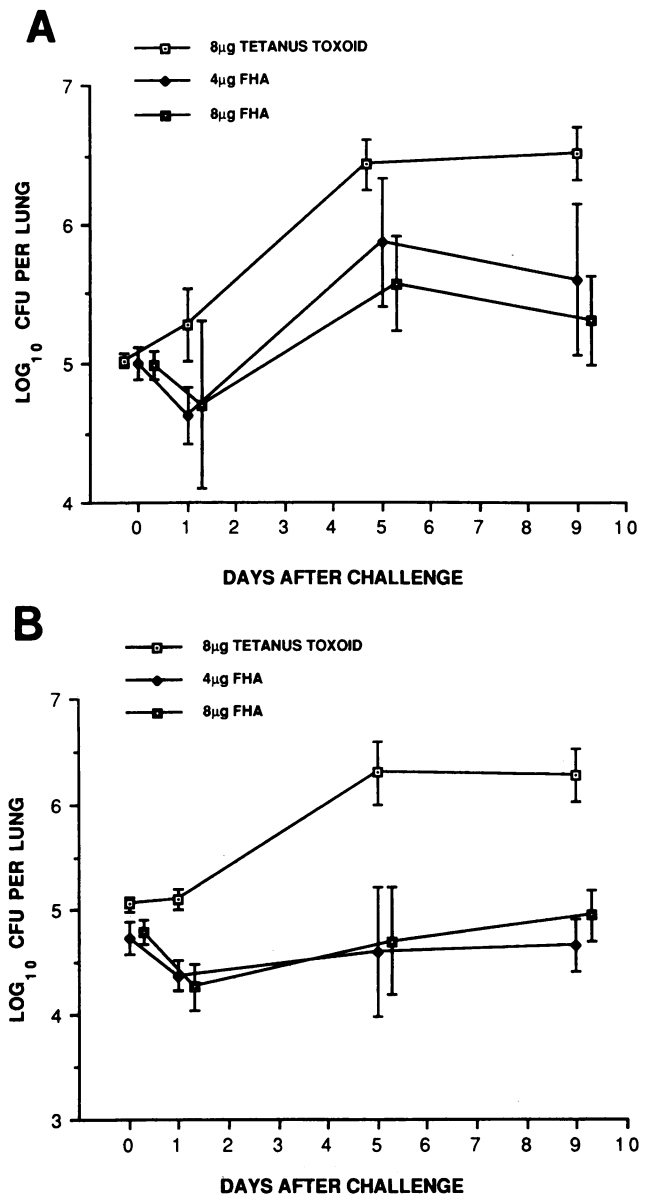 A
8µg TETANUS TOXOID
4µg FHA
8µg FHA
7
6
5
4
LOG10 CFU PER LUNG
0 1 2 3 4 5 6 7 8 9 10
DAYS AFTER CHALLENGE
B
8µg TETANUS TOXOID
4µg FHA
8µg FHA
7
6
5
4
3
LOG10 CFU PER LUNG
0 1 2 3 4 5 6 7 8 9 10
DAYS AFTER CHALLENGE